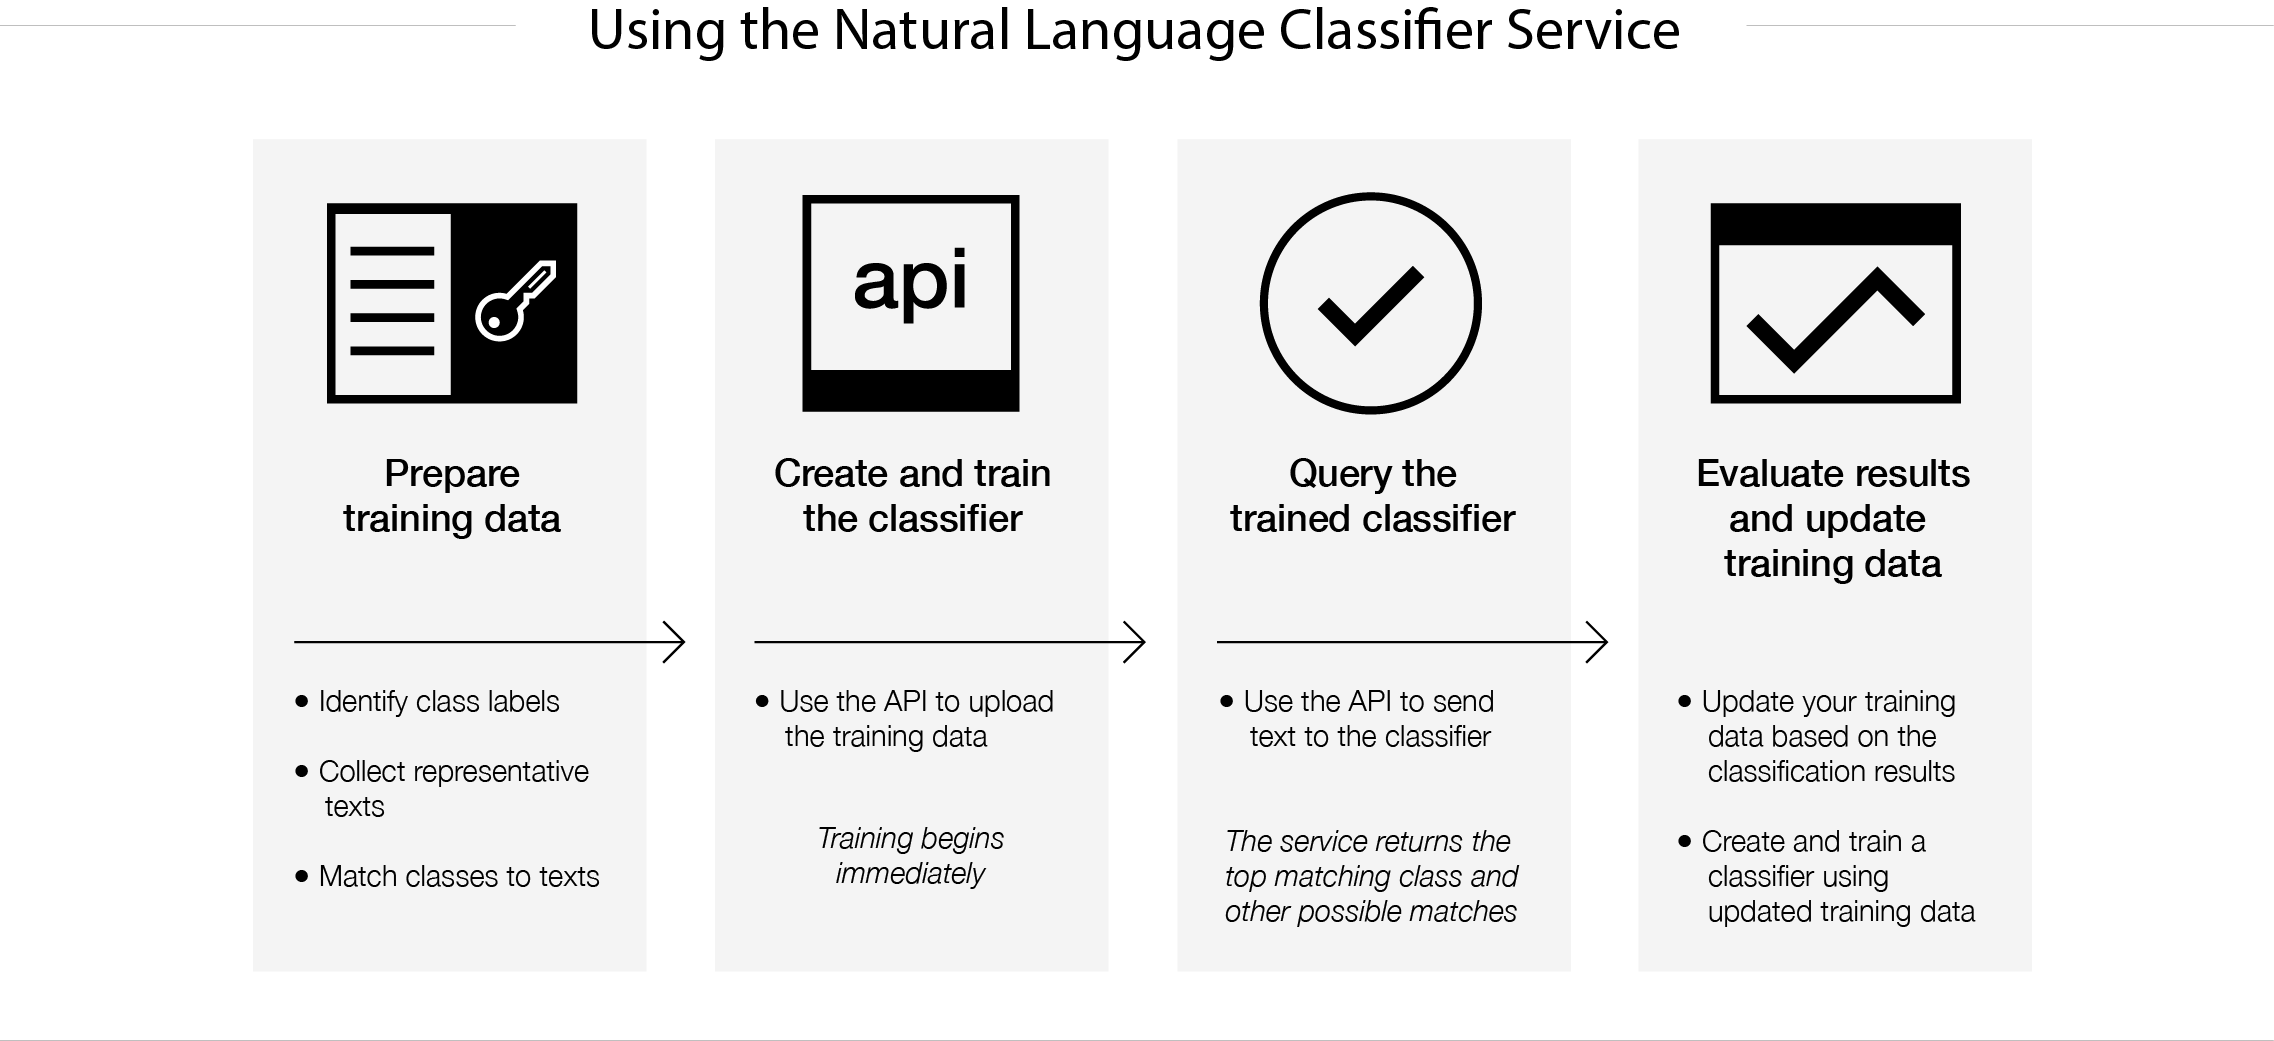 Using the Natural Language Classifier Service
api
Prepare
training data
• Identify class labels
• Collect representative
texts
• Match classes to texts
Create and train
the classifier
• Use the API to upload
the training data
Training begins
immediately
Query the
trained classifier
• Use the API to send
text to the classifier
The service returns the
top matching class and
other possible matches
Evaluate results
and update
training data
• Update your training
data based on the
classification results
• Create and train a
classifier using
updated training data